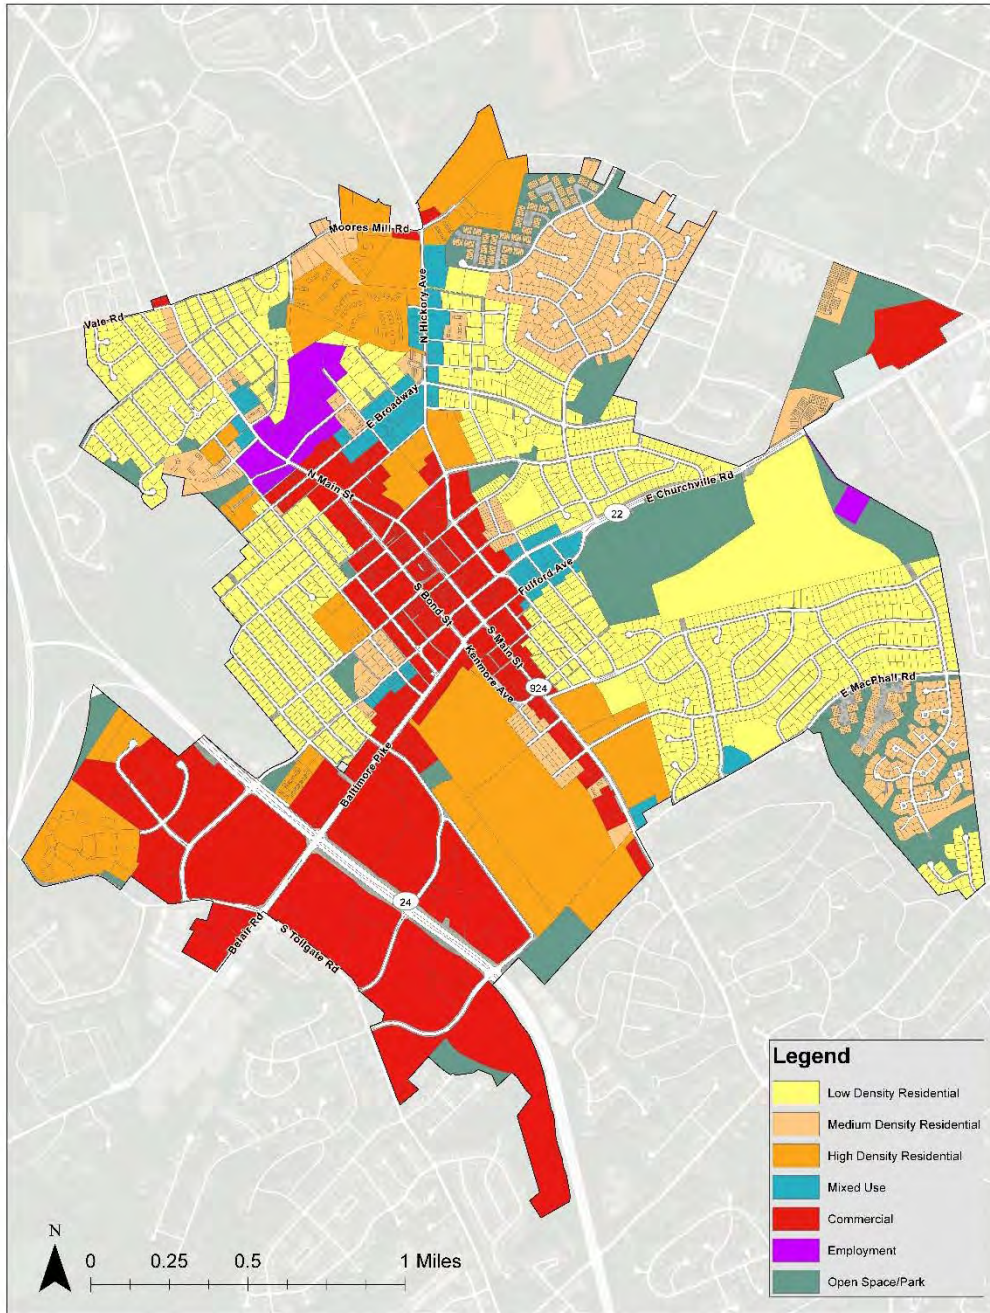 Moores Mill Rd
Vale Rd
N Hickory Ave
E Broadway
N Main St
E Churchville Rd
22
Fulford Ave
S Bond St
S Main St
Kenmore Ave
924
E MacPhail Rd
Baltimore Pike
24
Belair Rd
S Tollgate Rd
Legend
Low Density Residential
Medium Density Residential
High Density Residential
Mixed Use
Commercial
Employment
Open Space/Park
N
0 0.25 0.5 1 Miles